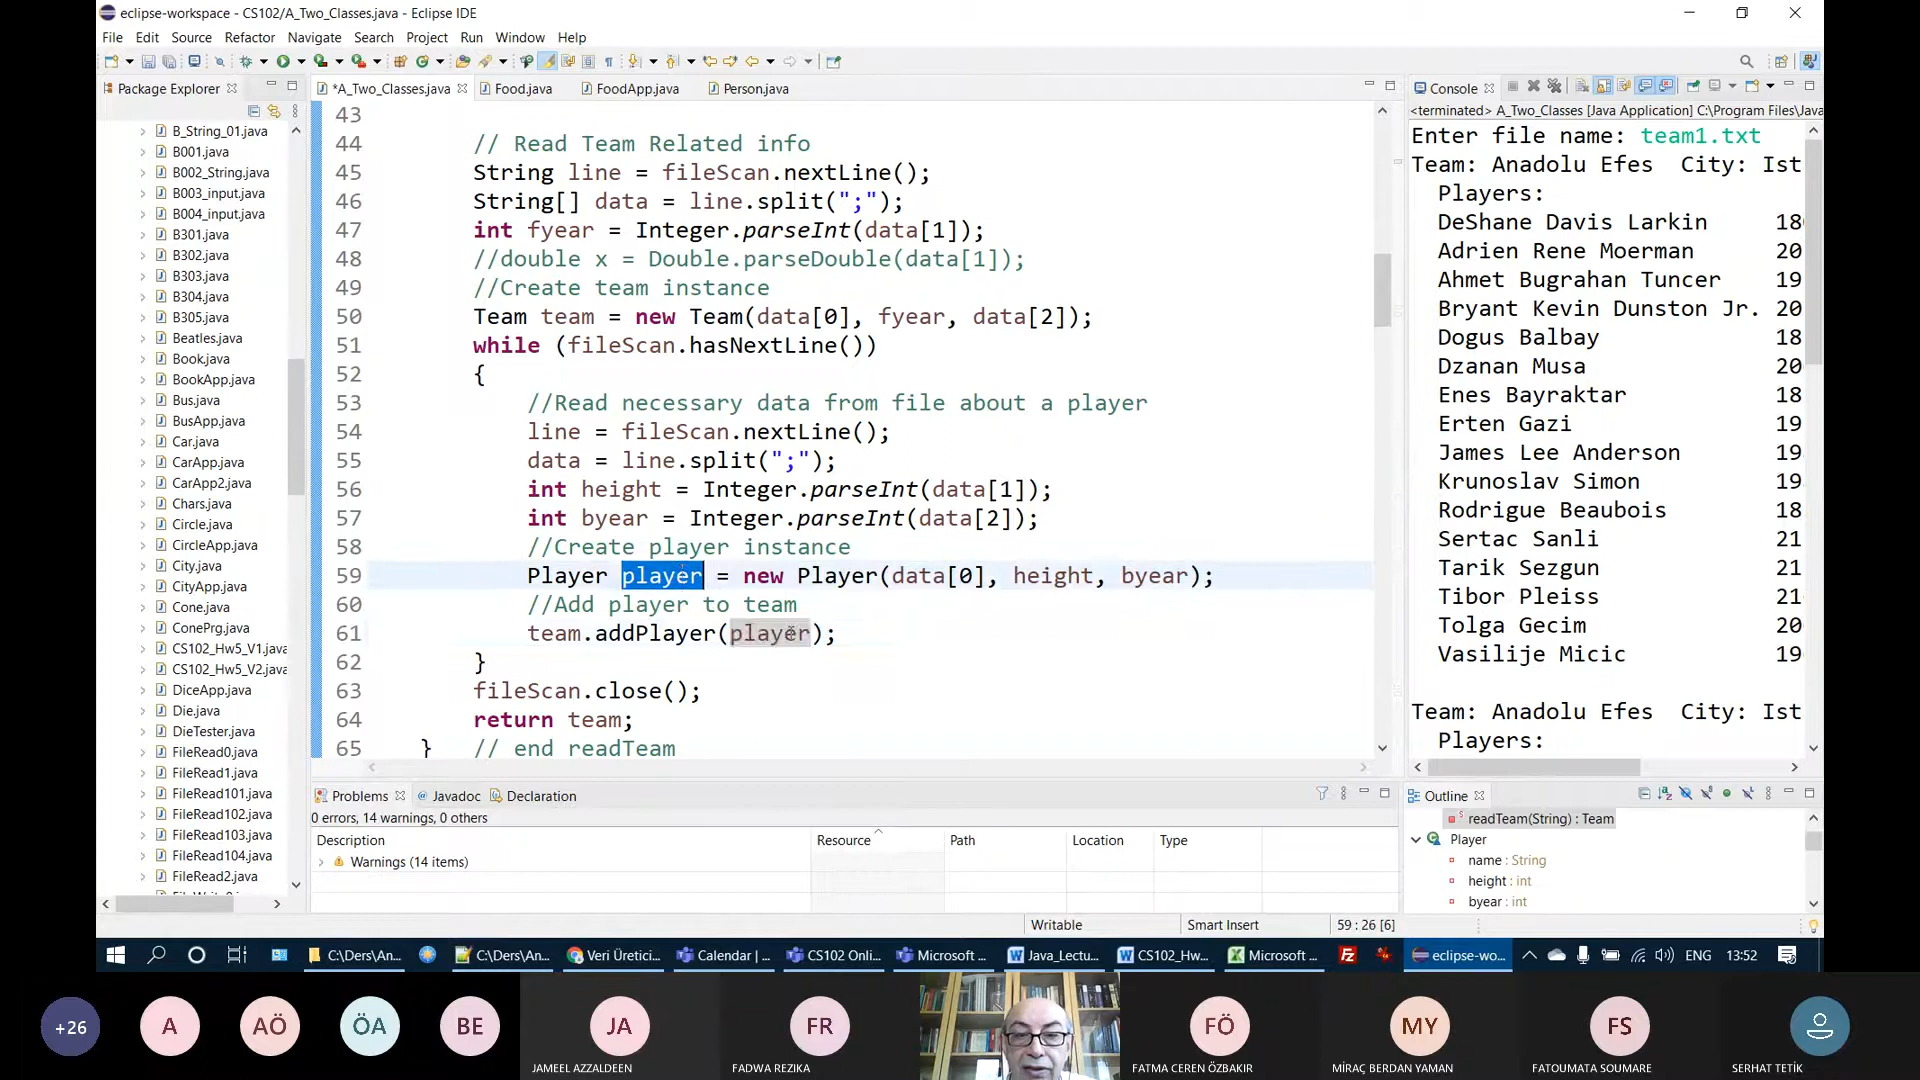 eclipse-workspace - CS102/A_Two_Classes.java - Eclipse IDE
File Edit Source Refactor Navigate Search Project Run Window Help
Package Explorer
B_String_01.java
B001.java
B002_String.java
B003_input.java
B004_input.java
B301.java
B302.java
B303.java
B304.java
B305.java
Beatles.java
Book.java
BookApp.java
Bus.java
BusApp.java
Car.java
CarApp.java
CarApp2.java
Chars.java
Circle.java
CircleApp.java
City.java
CityApp.java
Cone.java
ConePrg.java
CS102_Hw5_V1.java
CS102_Hw5_V2.java
DiceApp.java
Die.java
DieTester.java
FileRead0.java
FileRead1.java
FileRead101.java
FileRead102.java
FileRead103.java
FileRead104.java
FileRead2.java
*A_Two_Classes.java Food.java FoodApp.java Person.java
43
44 // Read Team Related info
45 String line = fileScan.nextLine();
46 String[] data = line.split(";");
47 int fyear = Integer.parseInt(data[1]);
48 //double x = Double.parseDouble(data[1]);
49 //Create team instance
50 Team team = new Team(data[0], fyear, data[2]);
51 while (fileScan.hasNextLine())
52 {
53 //Read necessary data from file about a player
54 line = fileScan.nextLine();
55 data = line.split(";");
56 int height = Integer.parseInt(data[1]);
57 int byear = Integer.parseInt(data[2]);
58 //Create player instance
59 Player player = new Player(data[0], height, byear);
60 //Add player to team
61 team.addPlayer(player);
62 }
63 fileScan.close();
64 return team;
65 } // end readTeam
Console
<terminated> A_Two_Classes [Java Application] C:\Program Files\Java
Enter file name: team1.txt
Team: Anadolu Efes City: Ist
Players:
DeShane Davis Larkin 18
Adrien Rene Moerman 20
Ahmet Bugrahan Tuncer 19
Bryant Kevin Dunston Jr. 20
Dogus Balbay 18
Dzanan Musa 20
Enes Bayraktar 18
Erten Gazi 19
James Lee Anderson 19
Krunoslav Simon 19
Rodrigue Beaubois 18
Sertac Sanli 21
Tarik Sezgun 21
Tibor Pleiss 21
Tolga Gecim 20
Vasilije Micic 19
Team: Anadolu Efes City: Ist
Players:
Problems Javadoc Declaration
0 errors, 14 warnings, 0 others
Description Resource Path Location Type
Warnings (14 items)
Outline
readTeam(String) : Team
Player
name : String
height : int
byear : int
Writable Smart Insert 59 : 26 [6]
C:\Ders\An... C:\Ders\An... Veri Üretici... Calendar | ... CS102 Onli... Microsoft ... Java_Lectu... CS102_Hw... Microsoft ... eclipse-wo... ENG 13:52
+26 A AÖ ÖA BE JA FR FÖ MY FS
JAMEEL AZZALDEEN FADWA REZIKA FATMA CEREN ÖZBAKIR MİRAÇ BERDAN YAMAN FATOUMATA SOUMARE SERHAT TETİK